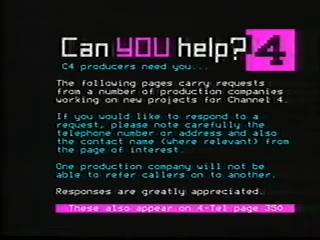 Can YOU help? 4
C4 producers need you...
The following pages carry requests
from a number of production companies
working on new projects for Channel 4.
If you would like to respond to a
request, please note carefully the
telephone number or address and also
the contact name (where relevant) from
the page of interest.
One production company will not be
able to refer callers on to another.
Responses are greatly appreciated.
These also appear on 4-Tel page 350